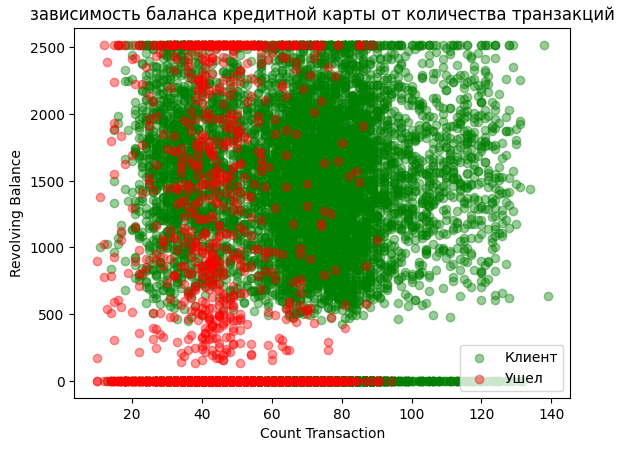 зависимость баланса кредитной карты от количества транзакций
2500
2000
1500
1000
500
0
Revolving Balance
20 40 60 80 100 120 140
Count Transaction
Клиент
Ушел